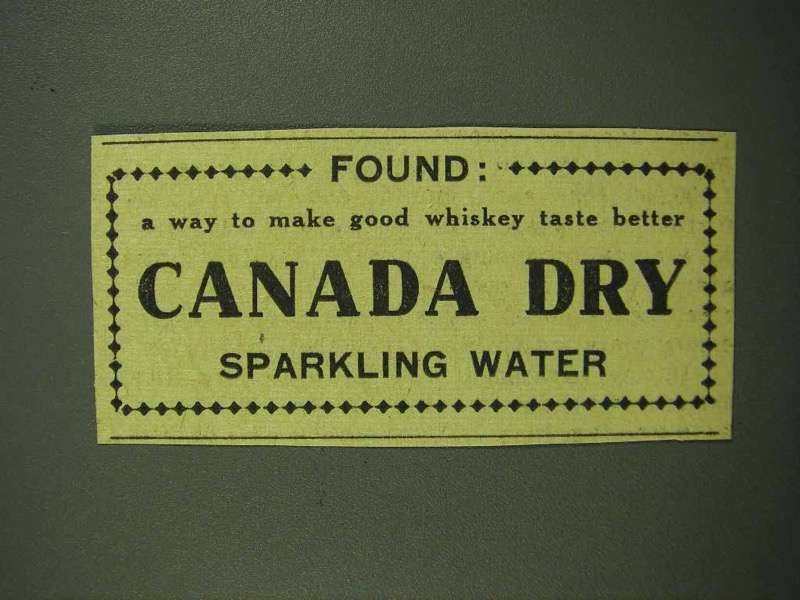 FOUND:
a way to make good whiskey taste better
CANADA DRY
SPARKLING WATER